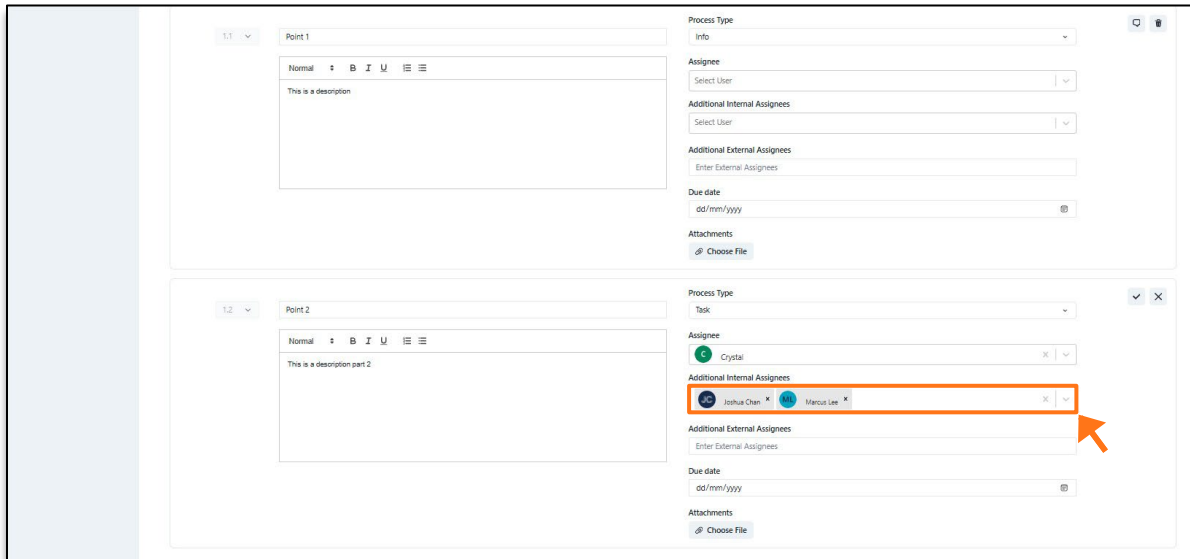 Process Type
1.1
Point 1
Info
Normal B I U
This is a description
Assignee
Select User
Additional Internal Assignees
Select User
Additional External Assignees
Enter External Assignees
Due date
dd/mm/yyyy
Attachments
Choose File
Process Type
1.2
Point 2
Task
Normal B I U
This is a description part 2
Assignee
C Crystal
Additional Internal Assignees
JC Joshua Chan × ML Marcus Lee ×
Additional External Assignees
Enter External Assignees
Due date
dd/mm/yyyy
Attachments
Choose File